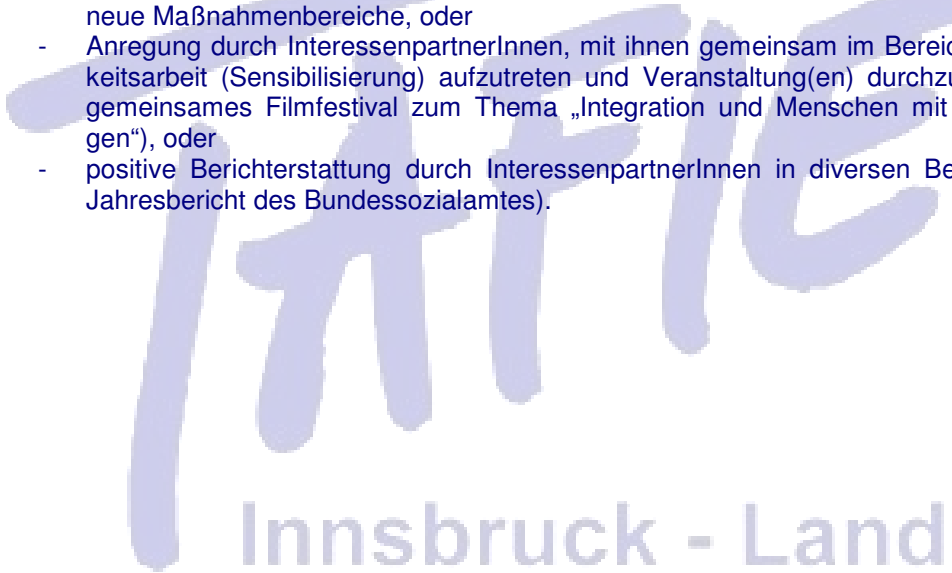 neue Maßnahmenbereiche, oder
- Anregung durch InteressenpartnerInnen, mit ihnen gemeinsam im Bereic
keitsarbeit (Sensibilisierung) aufzutreten und Veranstaltung(en) durchzu
gemeinsames Filmfestival zum Thema „Integration und Menschen mit
gen“), oder
- positive Berichterstattung durch InteressenpartnerInnen in diversen Be
Jahresbericht des Bundessozialamtes).
TAFIE
Innsbruck - Land